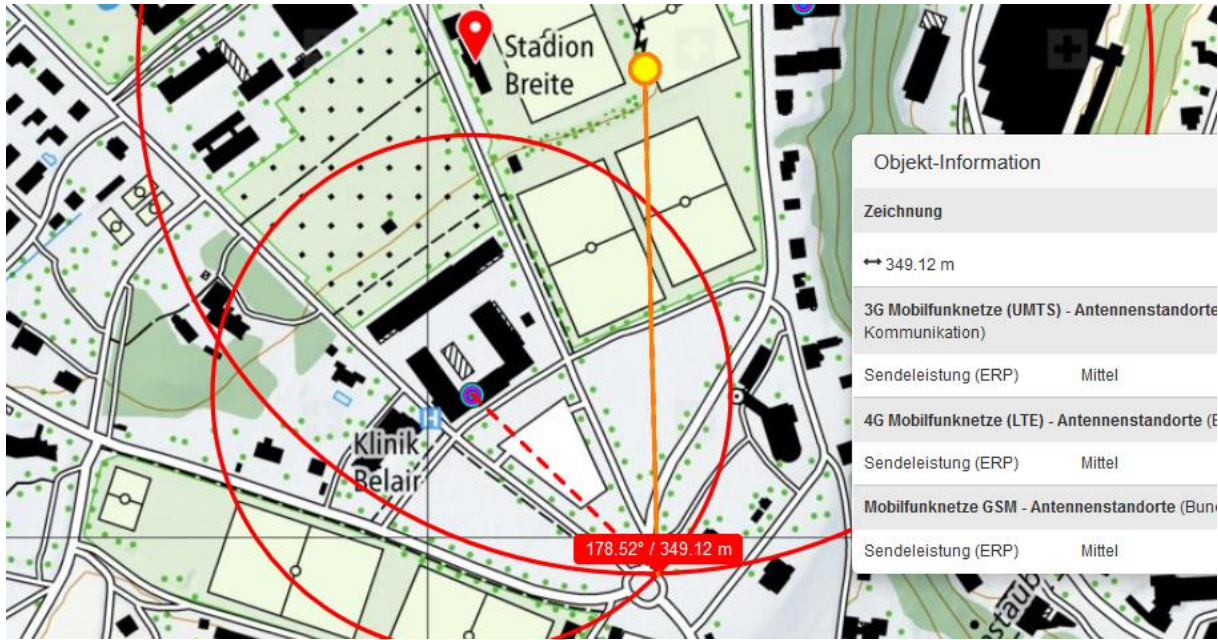 Stadion
Breite
Klinik
Belair
178.52° / 349.12 m
Objekt-Information
Zeichnung
↔ 349.12 m
3G Mobilfunknetze (UMTS) - Antennenstandorte
Kommunikation)
Sendeleistung (ERP) Mittel
4G Mobilfunknetze (LTE) - Antennenstandorte (B
Sendeleistung (ERP) Mittel
Mobilfunknetze GSM - Antennenstandorte (Bun
Sendeleistung (ERP) Mittel